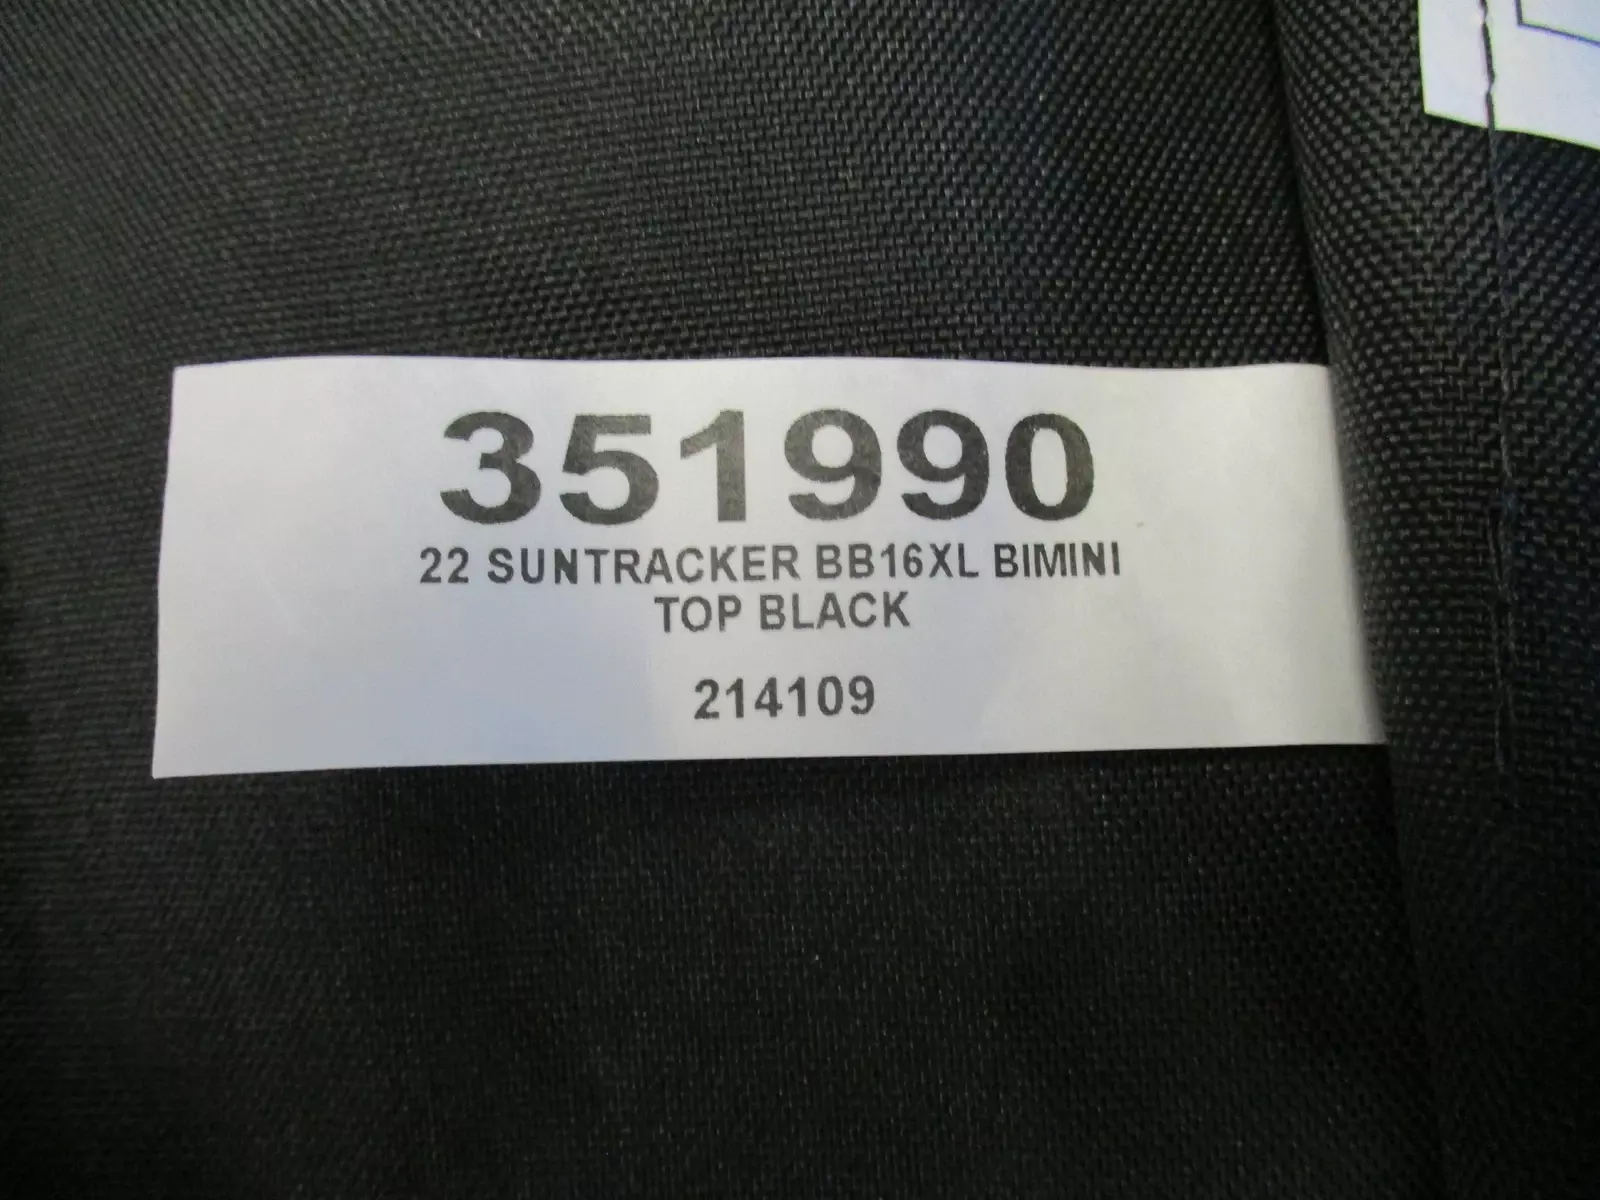 351990
22 SUNTRACKER BB16XL BIMINI
TOP BLACK
214109